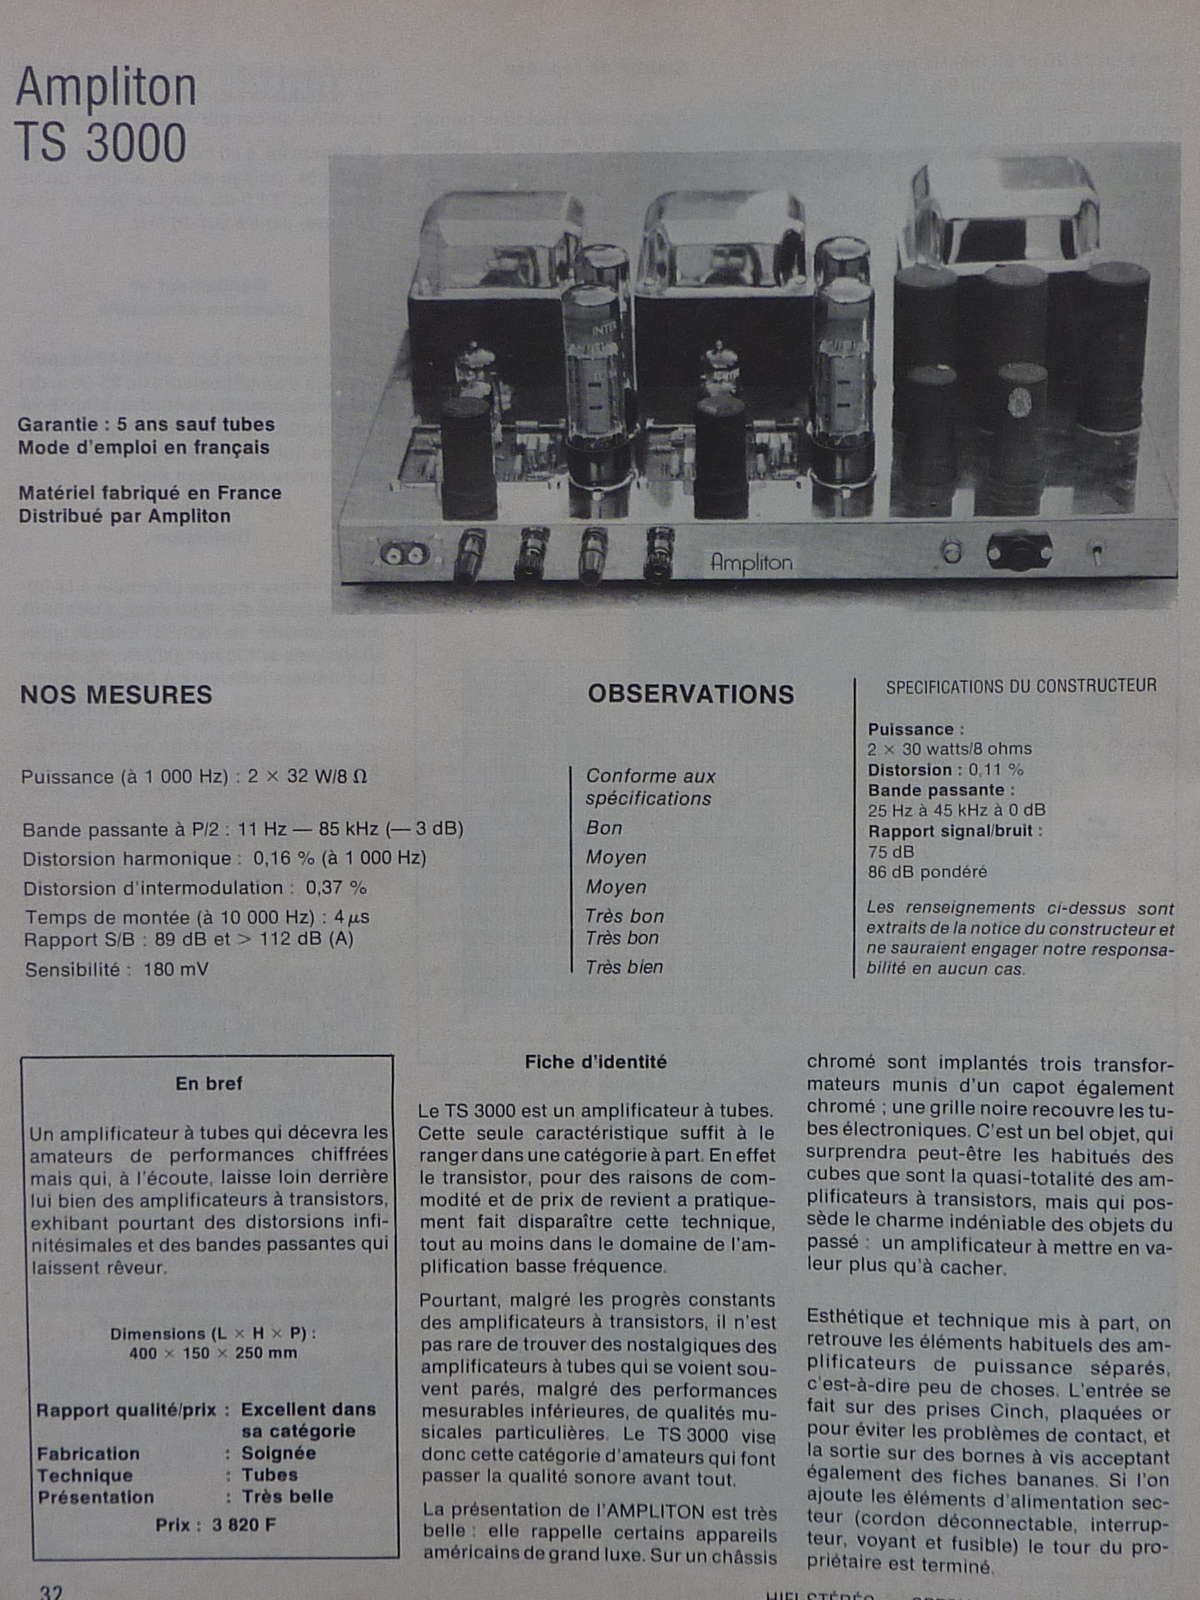 Ampliton
TS 3000
Garantie : 5 ans sauf tubes
Mode d'emploi en français
Matériel fabriqué en France
Distribué par Ampliton
INTER
Ampliton
NOS MESURES
Puissance (à 1 000 Hz) : 2 × 32 W/8 Ω
Bande passante à P/2 : 11 Hz — 85 kHz (— 3 dB)
Distorsion harmonique : 0,16 % (à 1 000 Hz)
Distorsion d'intermodulation : 0,37 %
Temps de montée (à 10 000 Hz) : 4 µs
Rapport S/B : 89 dB et > 112 dB (A)
Sensibilité : 180 mV
OBSERVATIONS
Conforme aux
spécifications
Bon
Moyen
Moyen
Très bon
Très bon
Très bien
SPECIFICATIONS DU CONSTRUCTEUR
Puissance :
2 × 30 watts/8 ohms
Distorsion : 0,11 %
Bande passante :
25 Hz à 45 kHz à 0 dB
Rapport signal/bruit :
75 dB
86 dB pondéré
Les renseignements ci-dessus sont
extraits de la notice du constructeur et
ne sauraient engager notre responsa-
bilité en aucun cas.
En bref
Un amplificateur à tubes qui décevra les
amateurs de performances chiffrées
mais qui, à l'écoute, laisse loin derrière
lui bien des amplificateurs à transistors,
exhibant pourtant des distorsions infi-
nitésimales et des bandes passantes qui
laissent rêveur.
Dimensions (L × H × P) :
400 × 150 × 250 mm
Rapport qualité/prix : Excellent dans
sa catégorie
Fabrication : Soignée
Technique : Tubes
Présentation : Très belle
Prix : 3 820 F
Fiche d'identité
Le TS 3000 est un amplificateur à tubes.
Cette seule caractéristique suffit à le
ranger dans une catégorie à part. En effet
le transistor, pour des raisons de com-
modité et de prix de revient a pratique-
ment fait disparaître cette technique,
tout au moins dans le domaine de l'am-
plification basse fréquence.
Pourtant, malgré les progrès constants
des amplificateurs à transistors, il n'est
pas rare de trouver des nostalgiques des
amplificateurs à tubes qui se voient sou-
vent parés, malgré des performances
mesurables inférieures, de qualités mu-
sicales particulières. Le TS 3000 vise
donc cette catégorie d'amateurs qui font
passer la qualité sonore avant tout.
La présentation de l'AMPLITON est très
belle : elle rappelle certains appareils
américains de grand luxe. Sur un châssis
chromé sont implantés trois transfor-
mateurs munis d'un capot également
chromé ; une grille noire recouvre les tu-
bes électroniques. C'est un bel objet, qui
surprendra peut-être les habitués des
cubes que sont la quasi-totalité des am-
plificateurs à transistors, mais qui pos-
sède le charme indéniable des objets du
passé : un amplificateur à mettre en va-
leur plus qu'à cacher.
Esthétique et technique mis à part, on
retrouve les éléments habituels des am-
plificateurs de puissance séparés,
c'est-à-dire peu de choses. L'entrée se
fait sur des prises Cinch, plaquées or
pour éviter les problèmes de contact, et
la sortie sur des bornes à vis acceptant
également des fiches bananes. Si l'on
ajoute les éléments d'alimentation sec-
teur (cordon déconnectable, interrup-
teur, voyant et fusible) le tour du pro-
priétaire est terminé.
32
HIFI STÉRÉO